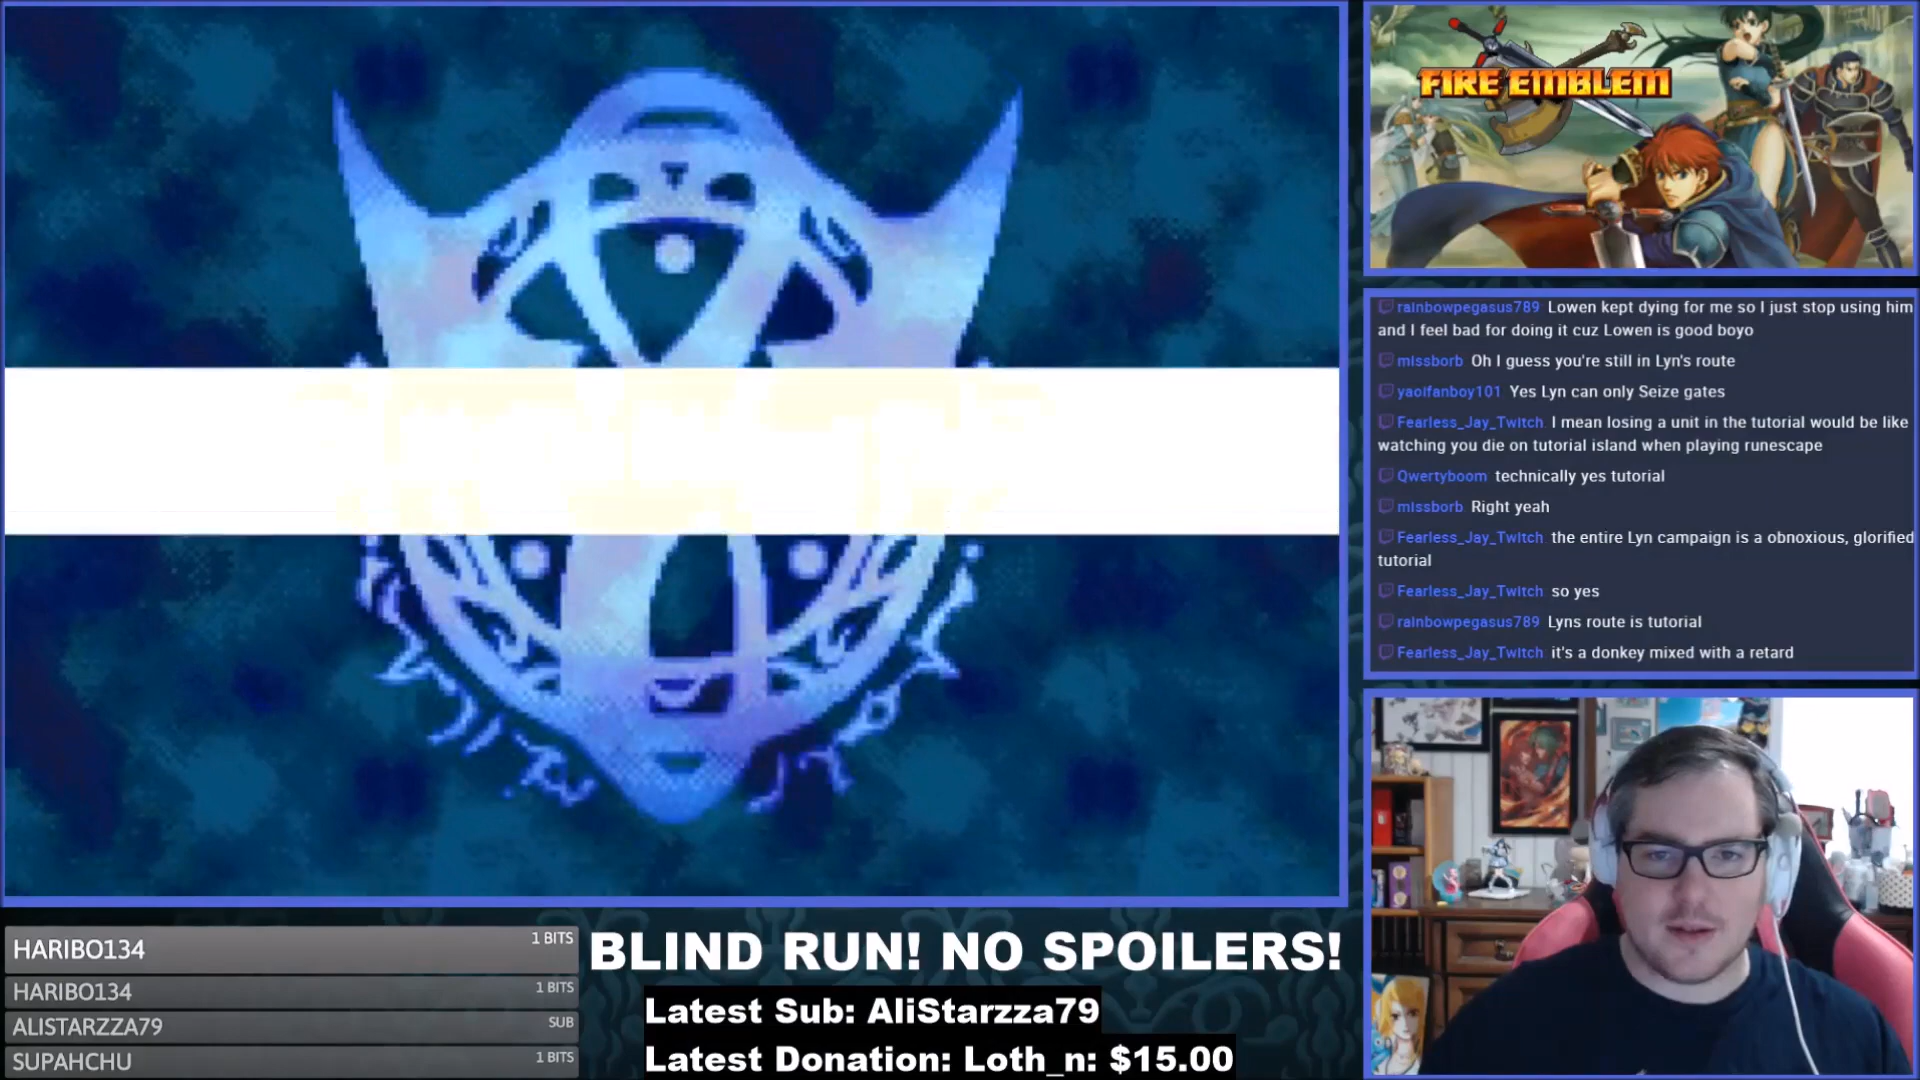 FIRE EMBLEM
rainbowpegasus789 Lowen kept dying for me so I just stop using him
and I feel bad for doing it cuz Lowen is good boyo
missborb Oh I guess you're still in Lyn's route
yaoifanboy101 Yes Lyn can only Seize gates
Fearless_Jay_Twitch I mean losing a unit in the tutorial would be like
watching you die on tutorial island when playing runescape
Qwertyboom technically yes tutorial
missborb Right yeah
Fearless_Jay_Twitch the entire Lyn campaign is a obnoxious, glorified
tutorial
Fearless_Jay_Twitch so yes
rainbowpegasus789 Lyns route is tutorial
Fearless_Jay_Twitch it's a donkey mixed with a retard
HARIBO134 1 BITS
HARIBO134 1 BITS
ALISTARZZA79 SUB
SUPAHCHU 1 BITS
BLIND RUN! NO SPOILERS!
Latest Sub: AliStarzza79
Latest Donation: Loth_n: $15.00